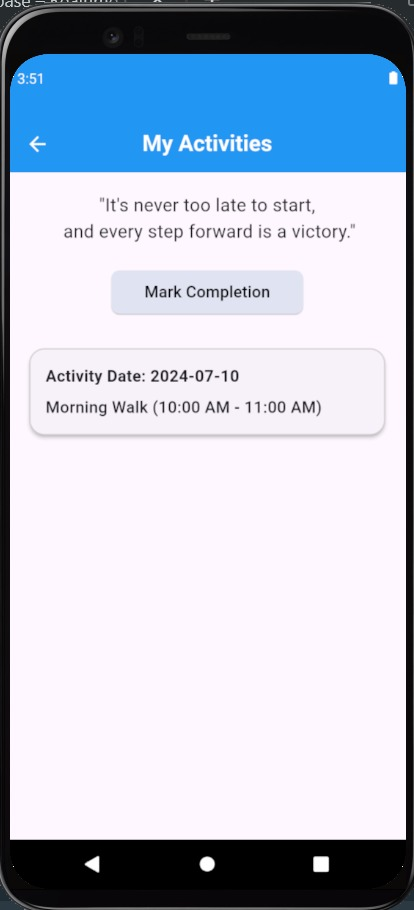 3:51
My Activities
"It's never too late to start,
and every step forward is a victory."
Mark Completion
Activity Date: 2024-07-10
Morning Walk (10:00 AM - 11:00 AM)